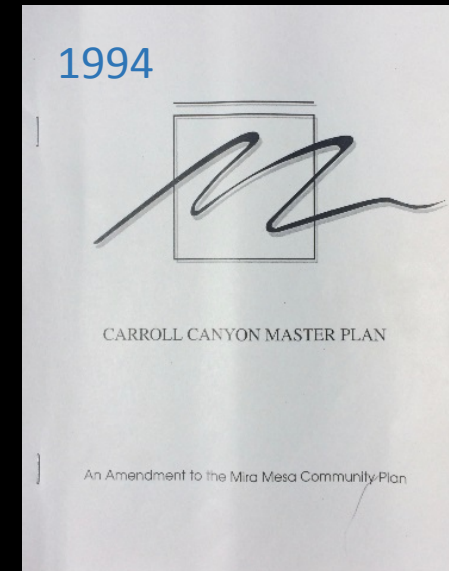 1994
CARROLL CANYON MASTER PLAN
An Amendment to the Mira Mesa Community Plan